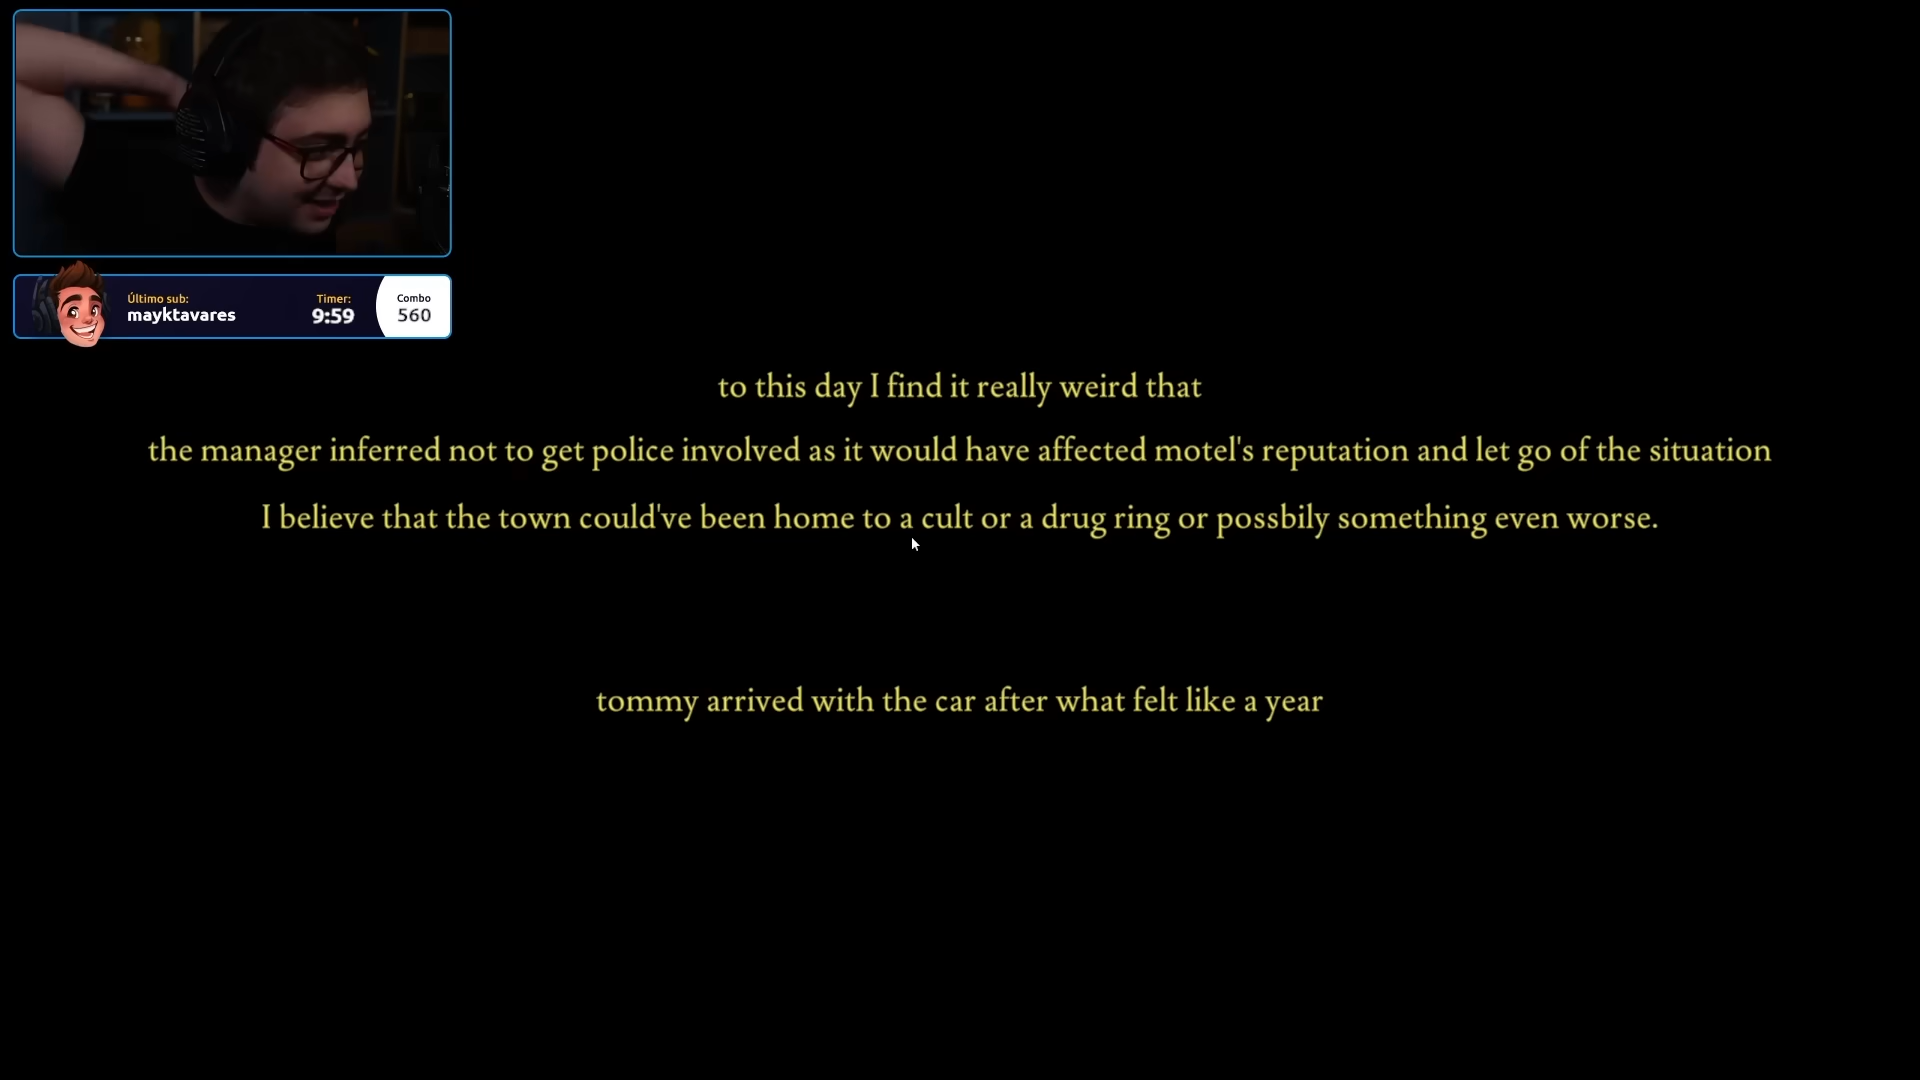 Último sub:
mayktavares
Timer:
9:59
Combo
560
to this day I find it really weird that
the manager inferred not to get police involved as it would have affected motel's reputation and let go of the situation
I believe that the town could've been home to a cult or a drug ring or possbily something even worse.
tommy arrived with the car after what felt like a year